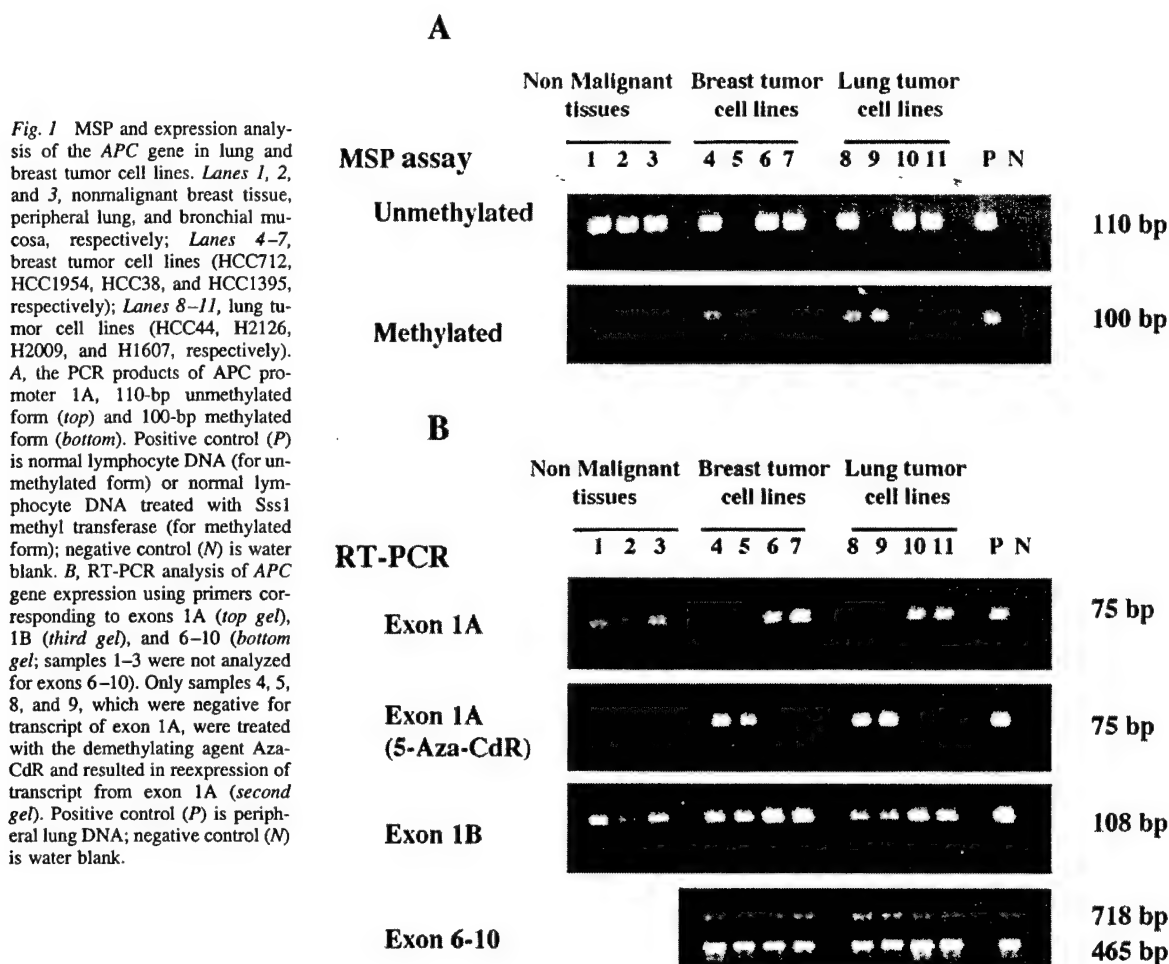 Fig. 1 MSP and expression analy-
sis of the APC gene in lung and
breast tumor cell lines. Lanes 1, 2,
and 3, nonmalignant breast tissue,
peripheral lung, and bronchial mu-
cosa, respectively; Lanes 4–7,
breast tumor cell lines (HCC712,
HCC1954, HCC38, and HCC1395,
respectively); Lanes 8–11, lung tu-
mor cell lines (HCC44, H2126,
H2009, and H1607, respectively).
A, the PCR products of APC pro-
moter 1A, 110-bp unmethylated
form (top) and 100-bp methylated
form (bottom). Positive control (P)
is normal lymphocyte DNA (for un-
methylated form) or normal lym-
phocyte DNA treated with Sss1
methyl transferase (for methylated
form); negative control (N) is water
blank. B, RT-PCR analysis of APC
gene expression using primers cor-
responding to exons 1A (top gel),
1B (third gel), and 6–10 (bottom
gel; samples 1–3 were not analyzed
for exons 6–10). Only samples 4, 5,
8, and 9, which were negative for
transcript of exon 1A, were treated
with the demethylating agent Aza-
CdR and resulted in reexpression of
transcript from exon 1A (second
gel). Positive control (P) is periph-
eral lung DNA; negative control (N)
is water blank.
A
Non Malignant Breast tumor Lung tumor
tissues cell lines cell lines
MSP assay 1 2 3 4 5 6 7 8 9 10 11 P N
Unmethylated 110 bp
Methylated 100 bp
B
Non Malignant Breast tumor Lung tumor
tissues cell lines cell lines
1 2 3 4 5 6 7 8 9 10 11 P N
RT-PCR
Exon 1A 75 bp
Exon 1A
(5-Aza-CdR) 75 bp
Exon 1B 108 bp
718 bp
Exon 6-10 465 bp